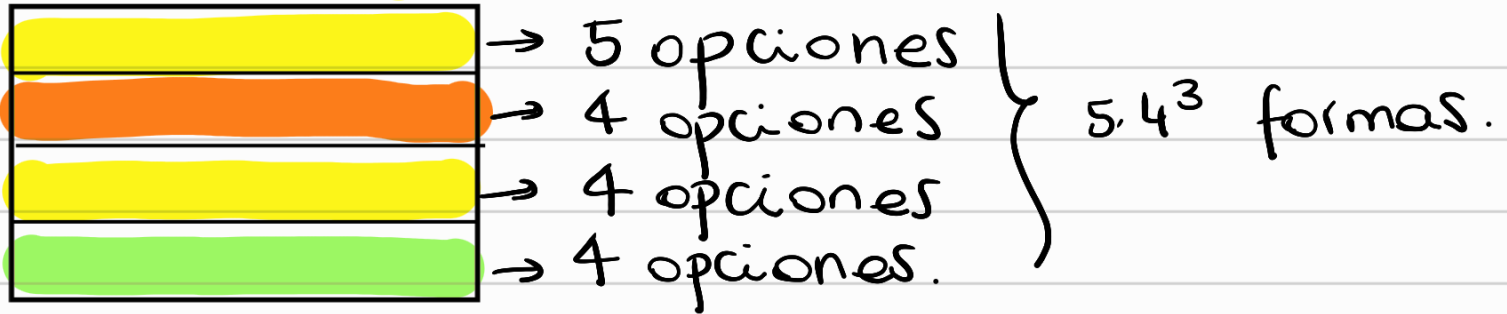 → 5 opciones
→ 4 opciones
→ 4 opciones
→ 4 opciones.
5·4³ formas.